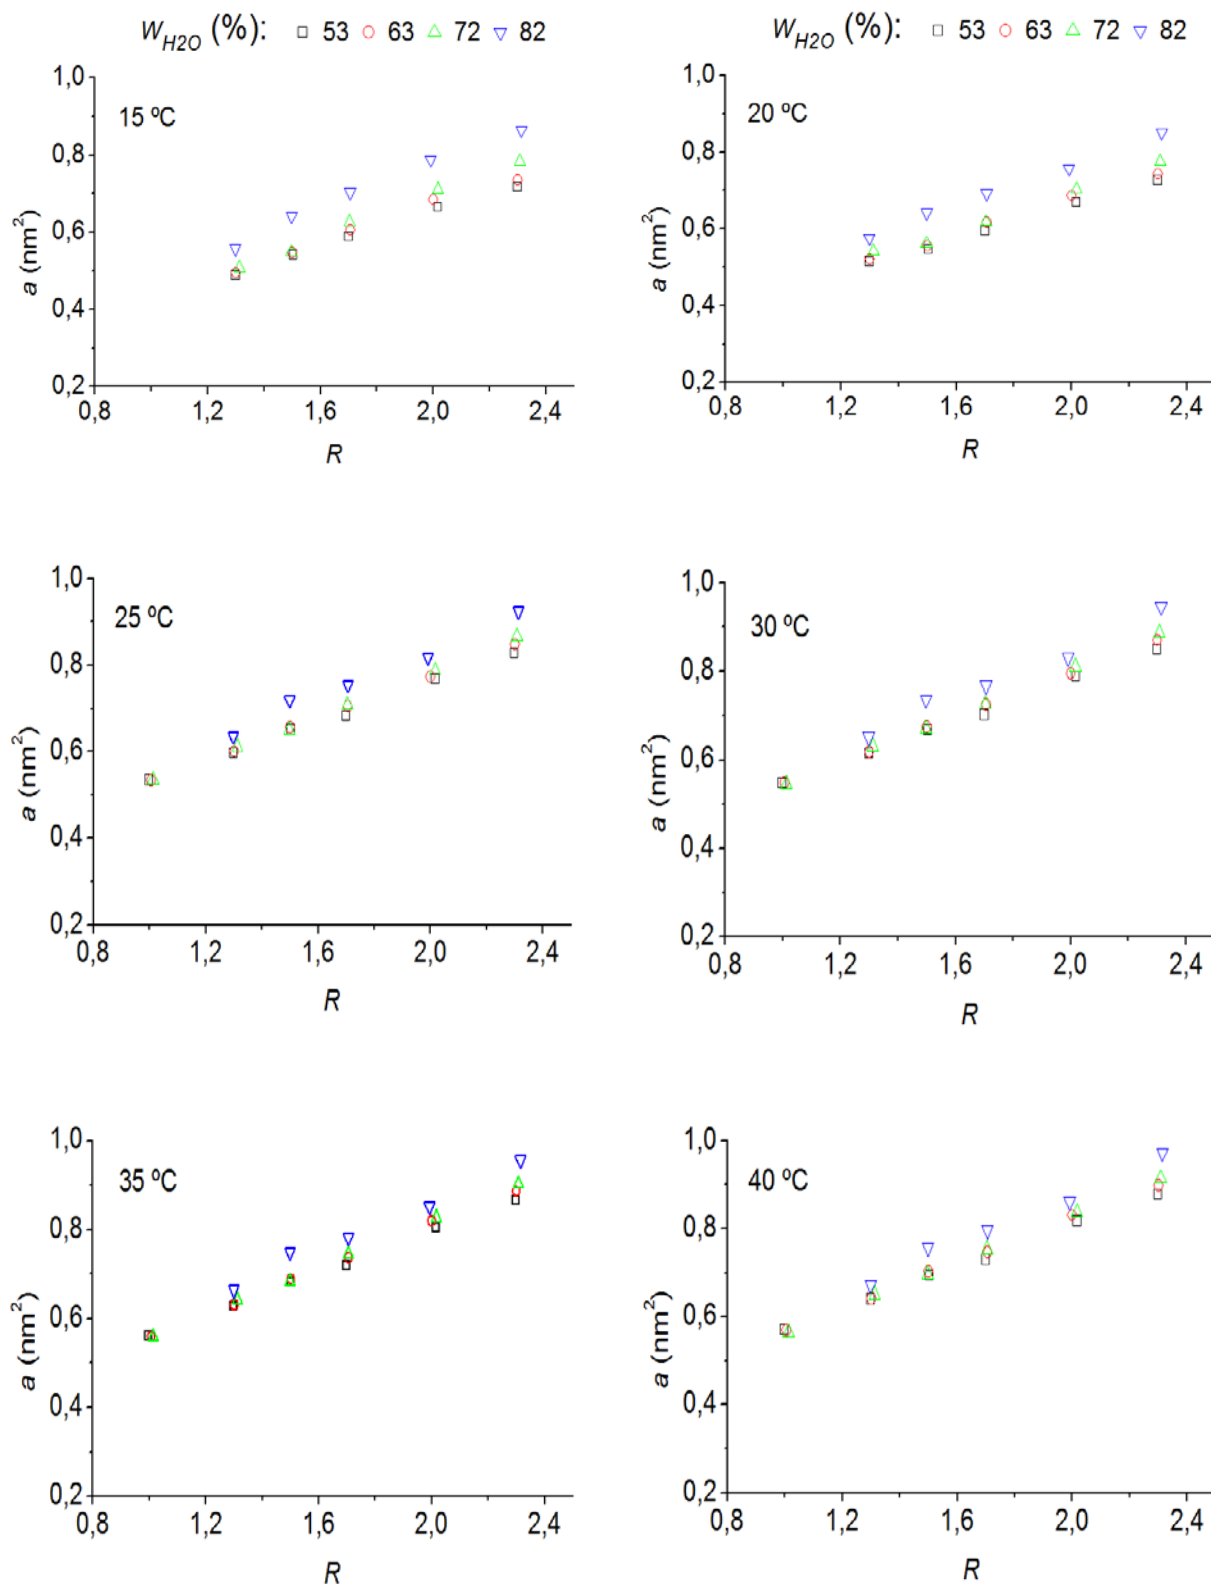 W_H2O (%): □ 53 ○ 63 △ 72 ▽ 82
15 ºC
a (nm²)
1,0
0,8
0,6
0,4
0,2
0,8 1,2 1,6 2,0 2,4
R
W_H2O (%): □ 53 ○ 63 △ 72 ▽ 82
20 ºC
a (nm²)
1,0
0,8
0,6
0,4
0,2
0,8 1,2 1,6 2,0 2,4
R
25 ºC
a (nm²)
1,0
0,8
0,6
0,4
0,2
0,8 1,2 1,6 2,0 2,4
R
30 ºC
a (nm²)
1,0
0,8
0,6
0,4
0,2
0,8 1,2 1,6 2,0 2,4
R
35 ºC
a (nm²)
1,0
0,8
0,6
0,4
0,2
0,8 1,2 1,6 2,0 2,4
R
40 ºC
a (nm²)
1,0
0,8
0,6
0,4
0,2
0,8 1,2 1,6 2,0 2,4
R